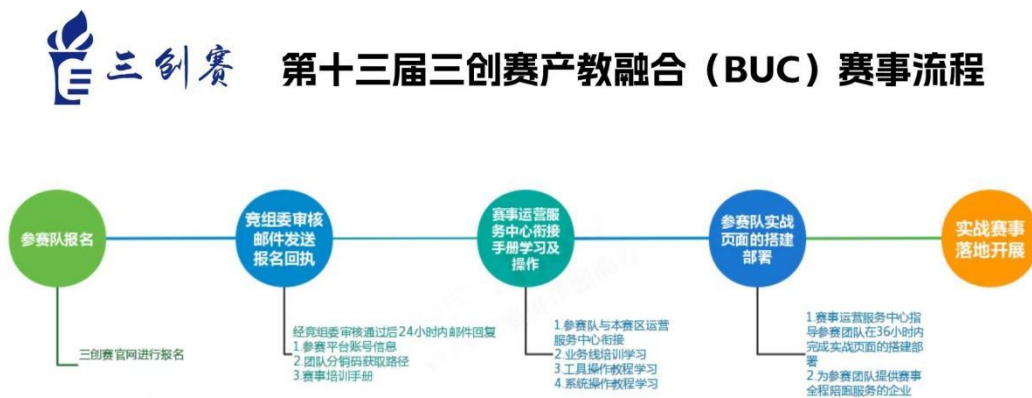 三创赛
第十三届三创赛产教融合（BUC）赛事流程
参赛队报名
竞组委审核
邮件发送
报名回执
赛事运营服
务中心衔接
手册学习及
操作
参赛队实战
页面的搭建
部署
实战赛事
落地开展
三创赛官网进行报名
经竞组委审核通过后24小时内邮件回复
1.参赛平台账号信息
2.团队分销码获取路径
3.赛事培训手册
1.参赛队与本赛区运营
服务中心衔接
2.业务线培训学习
3.工具操作教程学习
4.系统操作教程学习
1.赛事运营服务中心指
导参赛团队在36小时内
完成实战页面的搭建部
署
2.为参赛团队提供赛事
全程陪跑服务的企业